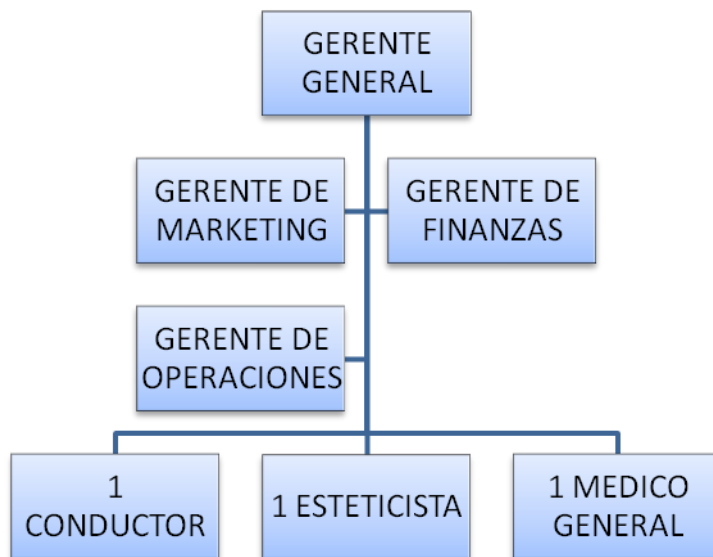 GERENTE
GENERAL
GERENTE DE
MARKETING
GERENTE DE
FINANZAS
GERENTE DE
OPERACIONES
1
CONDUCTOR
1 ESTETICISTA
1 MEDICO
GENERAL